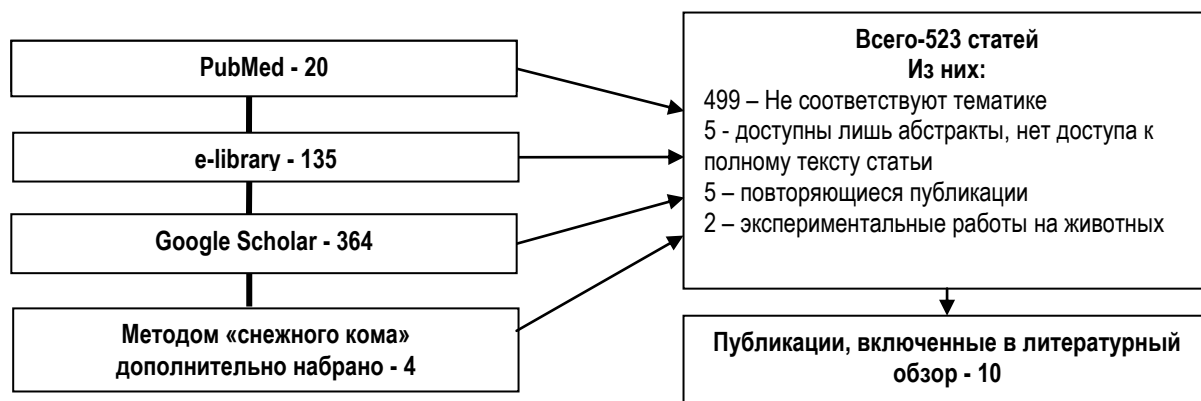 PubMed - 20
e-library - 135
Google Scholar - 364
Методом «снежного кома»
дополнительно набрано - 4
Всего-523 статей
Из них:
499 – Не соответствуют тематике
5 - доступны лишь абстракты, нет доступа к
полному тексту статьи
5 – повторяющиеся публикации
2 – экспериментальные работы на животных
Публикации, включенные в литературный
обзор - 10